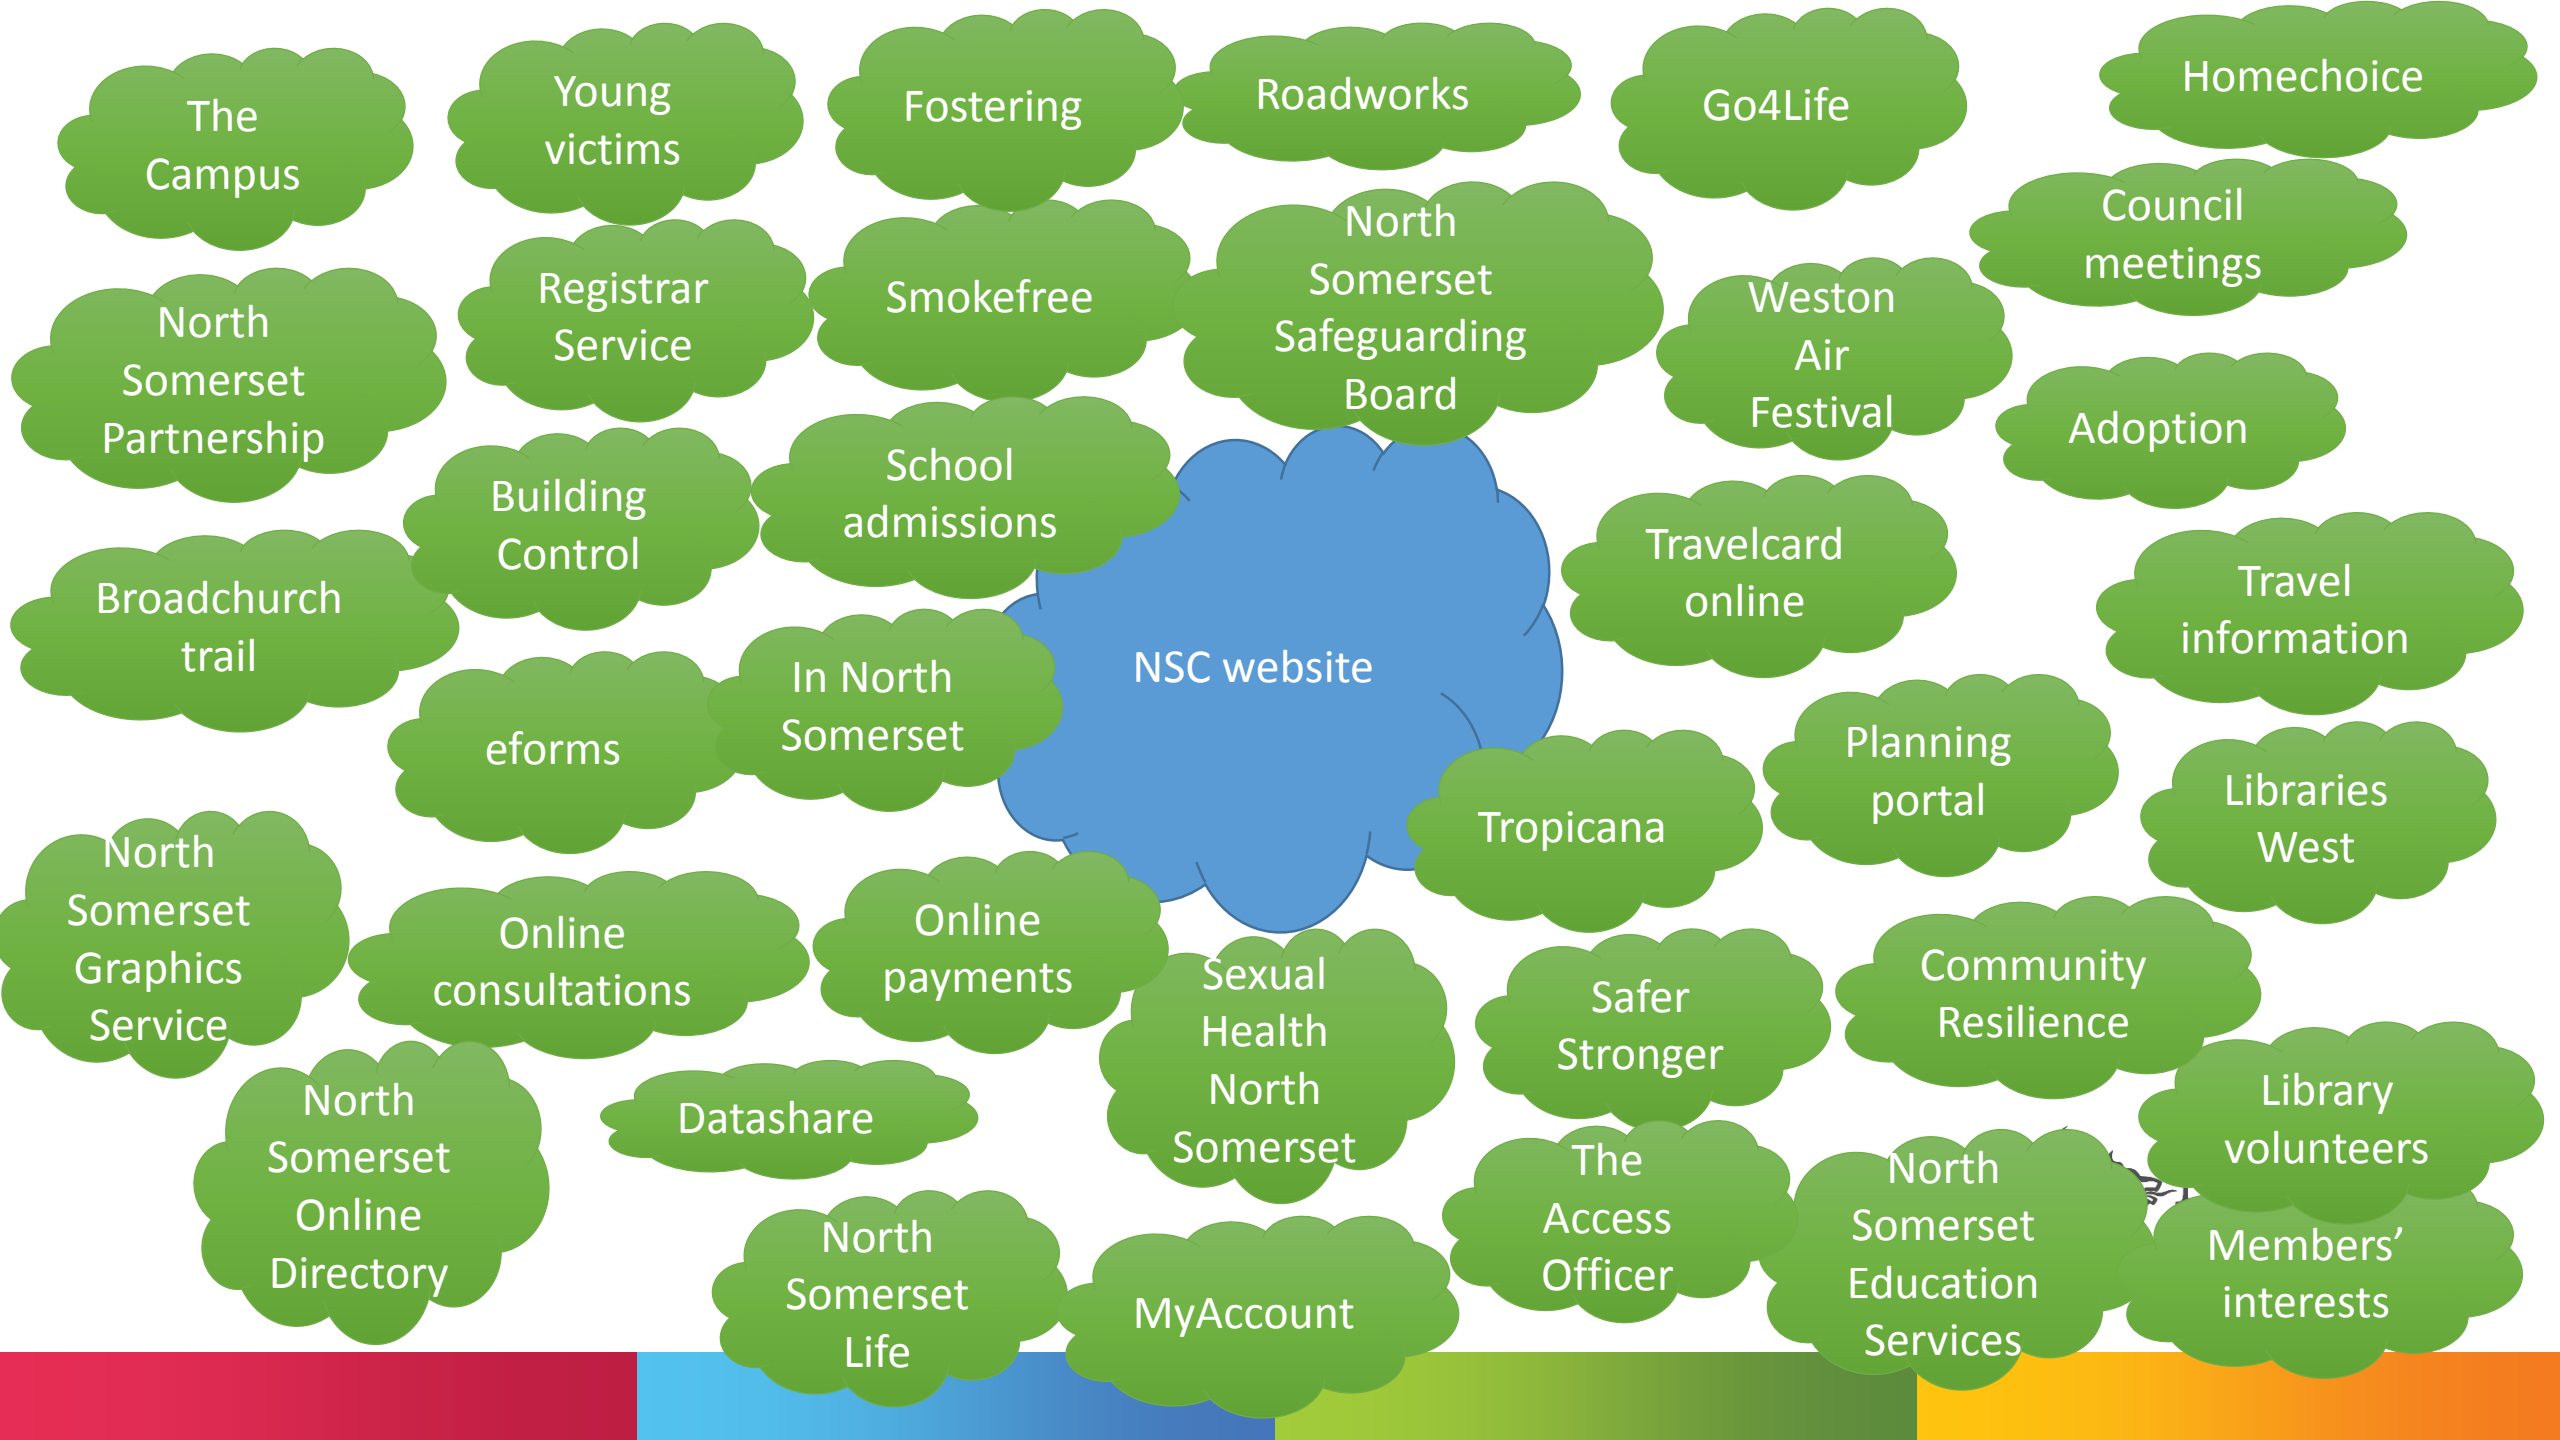 The
Campus
Young
victims
Fostering
Roadworks
Go4Life
Homechoice
Council
meetings
North
Somerset
Partnership
Registrar
Service
Smokefree
North
Somerset
Safeguarding
Board
Weston
Air
Festival
Adoption
Building
Control
School
admissions
Travelcard
online
Travel
information
Broadchurch
trail
eforms
In North
Somerset
NSC website
Tropicana
Planning
portal
Libraries
West
North
Somerset
Graphics
Service
Online
consultations
Online
payments
Sexual
Health
North
Somerset
Safer
Stronger
Community
Resilience
Library
volunteers
North
Somerset
Online
Directory
Datashare
North
Somerset
Life
MyAccount
The
Access
Officer
North
Somerset
Education
Services
Members’
interests